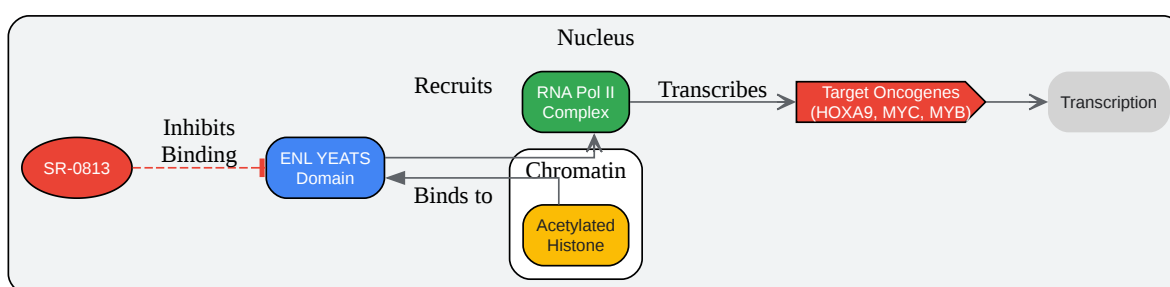 Nucleus
Recruits
RNA Pol II
Complex
Transcribes
Target Oncogenes
(HOXA9, MYC, MYB)
Transcription
Inhibits
Binding
SR-0813
ENL YEATS
Domain
Chromatin
Binds to
Acetylated
Histone